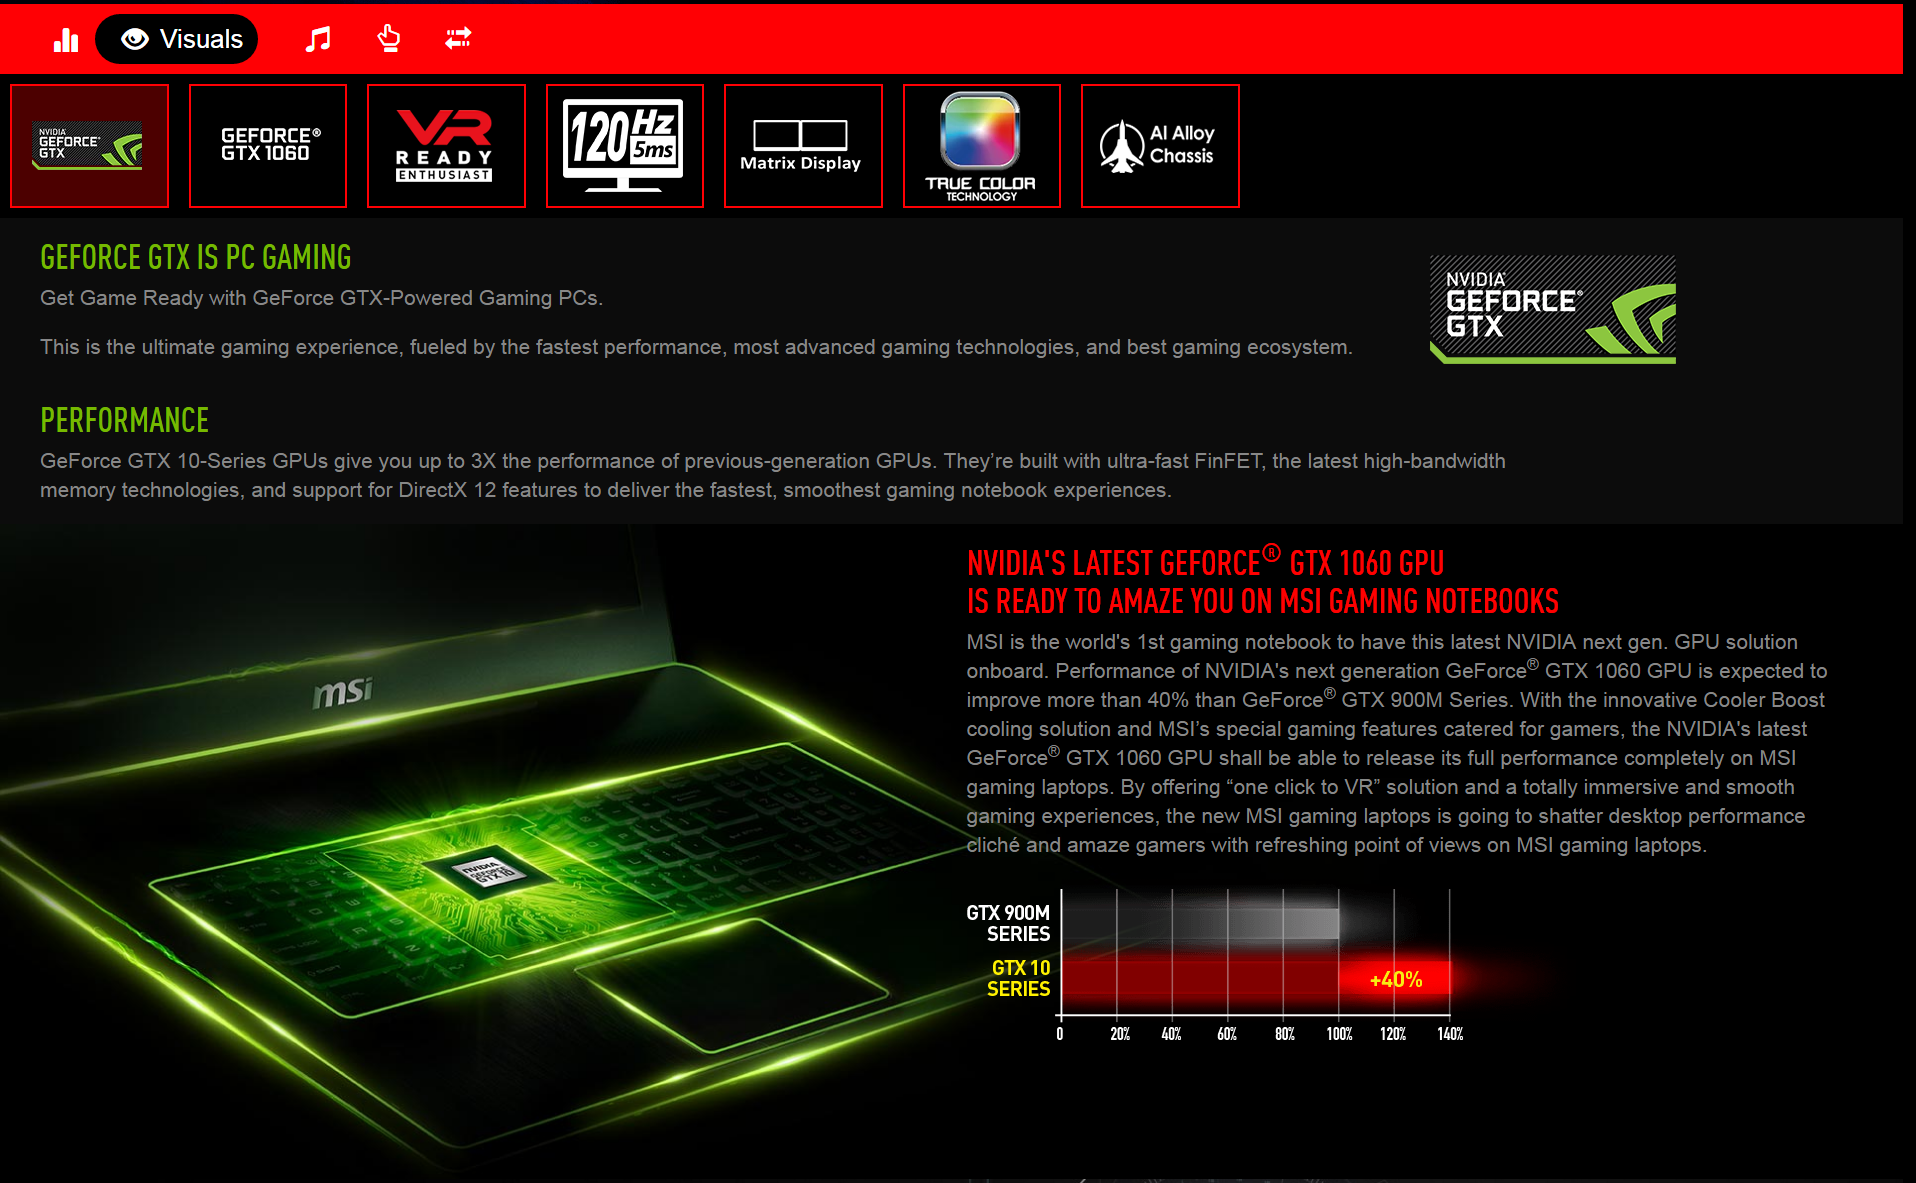 Visuals
NVIDIA
GEFORCE®
GTX
GEFORCE®
GTX 1060
VR
READY
ENTHUSIAST
120Hz
5ms
Matrix Display
TRUE COLOR
TECHNOLOGY
Al Alloy
Chassis
GEFORCE GTX IS PC GAMING
Get Game Ready with GeForce GTX-Powered Gaming PCs.
This is the ultimate gaming experience, fueled by the fastest performance, most advanced gaming technologies, and best gaming ecosystem.
NVIDIA®
GEFORCE®
GTX
PERFORMANCE
GeForce GTX 10-Series GPUs give you up to 3X the performance of previous-generation GPUs. They’re built with ultra-fast FinFET, the latest high-bandwidth
memory technologies, and support for DirectX 12 features to deliver the fastest, smoothest gaming notebook experiences.
NVIDIA'S LATEST GEFORCE® GTX 1060 GPU
IS READY TO AMAZE YOU ON MSI GAMING NOTEBOOKS
MSI is the world's 1st gaming notebook to have this latest NVIDIA next gen. GPU solution
onboard. Performance of NVIDIA's next generation GeForce® GTX 1060 GPU is expected to
improve more than 40% than GeForce® GTX 900M Series. With the innovative Cooler Boost
cooling solution and MSI’s special gaming features catered for gamers, the NVIDIA's latest
GeForce® GTX 1060 GPU shall be able to release its full performance completely on MSI
gaming laptops. By offering “one click to VR” solution and a totally immersive and smooth
gaming experiences, the new MSI gaming laptops is going to shatter desktop performance
cliché and amaze gamers with refreshing point of views on MSI gaming laptops.
msi
NVIDIA
GEFORCE
GTX 10
GTX 900M
SERIES
GTX 10
SERIES
+40%
0 20% 40% 60% 80% 100% 120% 140%